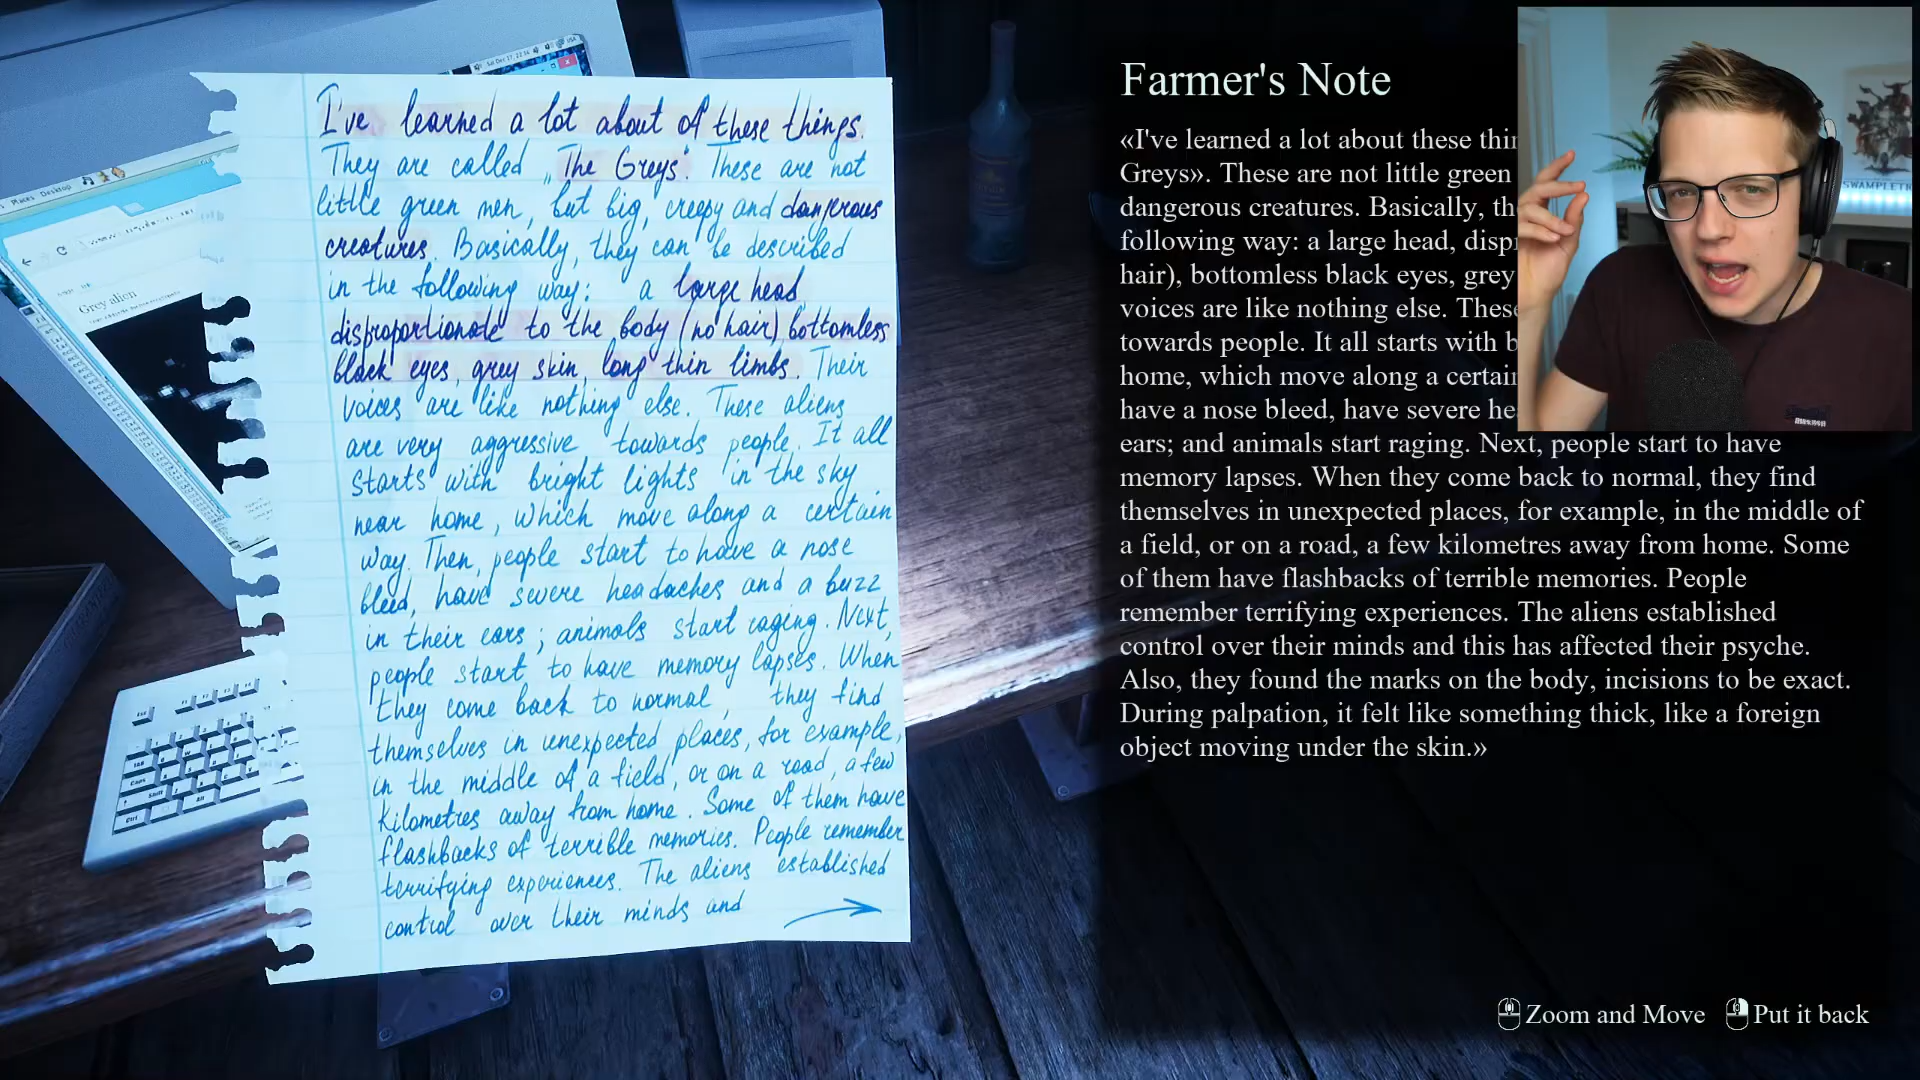 I've learned a lot about of these things.
They are called „The Greys". These are not
little green men, but big, creepy and dangerous
creatures. Basically, they can be described
in the following way: a large head
disproportionate to the body (no hair), bottomless
black eyes, grey skin, long thin limbs. Their
voices are like nothing else. These aliens
are very aggressive towards people. It all
starts with bright lights in the sky
near home, which move along a certain
way. Then, people start to have a nose
bleed, have severe headaches and a buzz
in their ears; animals start raging. Next,
people start to have memory lapses. When
they come back to normal, they find
themselves in unexpected places, for example,
in the middle of a field, or on a road, a few
kilometres away from home. Some of them have
flashbacks of terrible memories. People remember
terrifying experiences. The aliens established
control over their minds and
Places Desktop
Grey alien
Farmer's Note
«I've learned a lot about these
Greys». These are not little green
dangerous creatures. Basically,
following way: a large head,
hair), bottomless black eyes, grey
voices are like nothing else.
towards people. It all starts with
home, which move along a
have a nose bleed, have severe
ears; and animals start raging. Next, people start to have
memory lapses. When they come back to normal, they find
themselves in unexpected places, for example, in the middle of
a field, or on a road, a few kilometres away from home. Some
of them have flashbacks of terrible memories. People
remember terrifying experiences. The aliens established
control over their minds and this has affected their psyche.
Also, they found the marks on the body, incisions to be exact.
During palpation, it felt like something thick, like a foreign
object moving under the skin.»
Zoom and Move Put it back